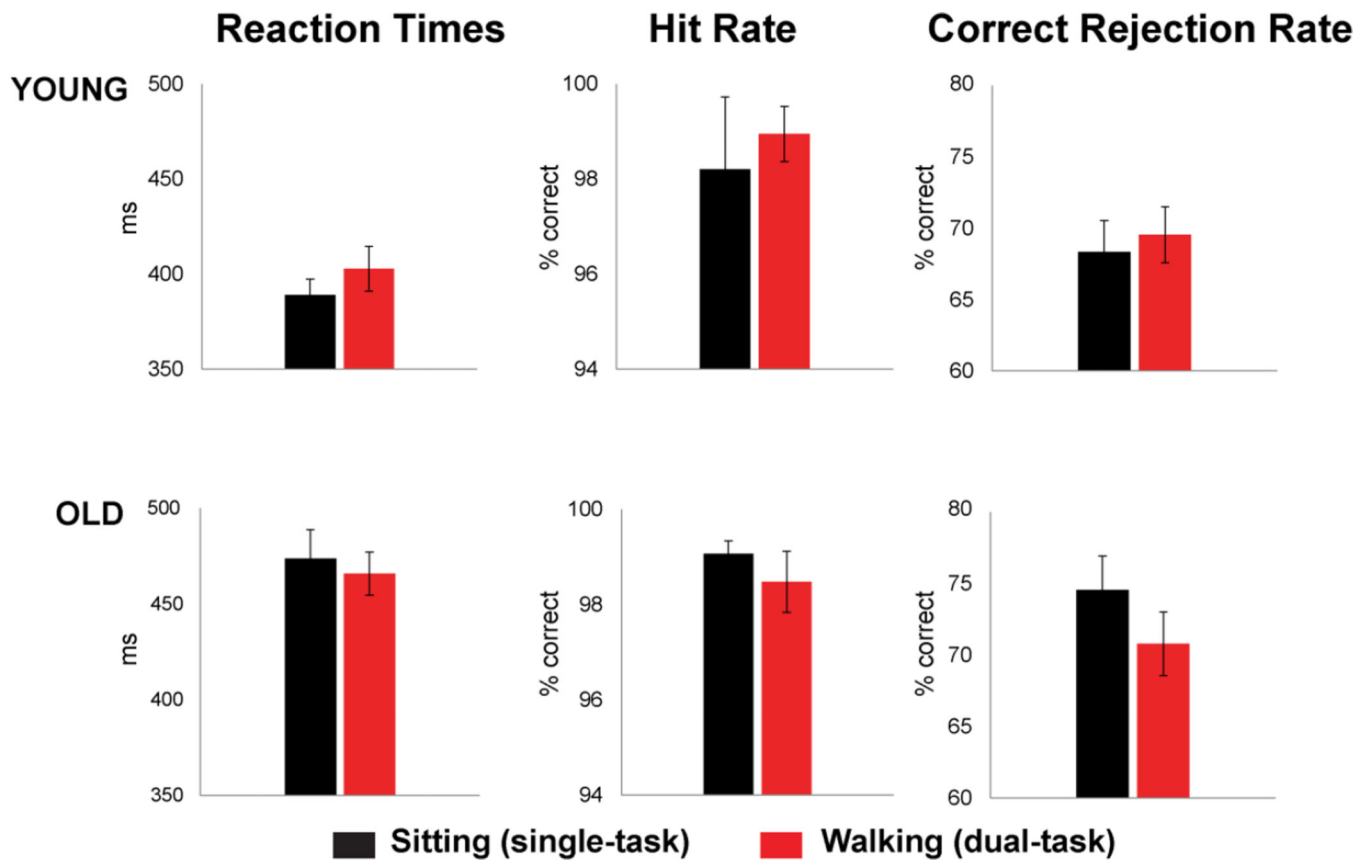 Reaction Times Hit Rate Correct Rejection Rate
YOUNG
500
450
400
350
ms
100
98
96
94
% correct
80
75
70
65
60
% correct
OLD
500
450
400
350
ms
100
98
96
94
% correct
80
75
70
65
60
% correct
Sitting (single-task) Walking (dual-task)